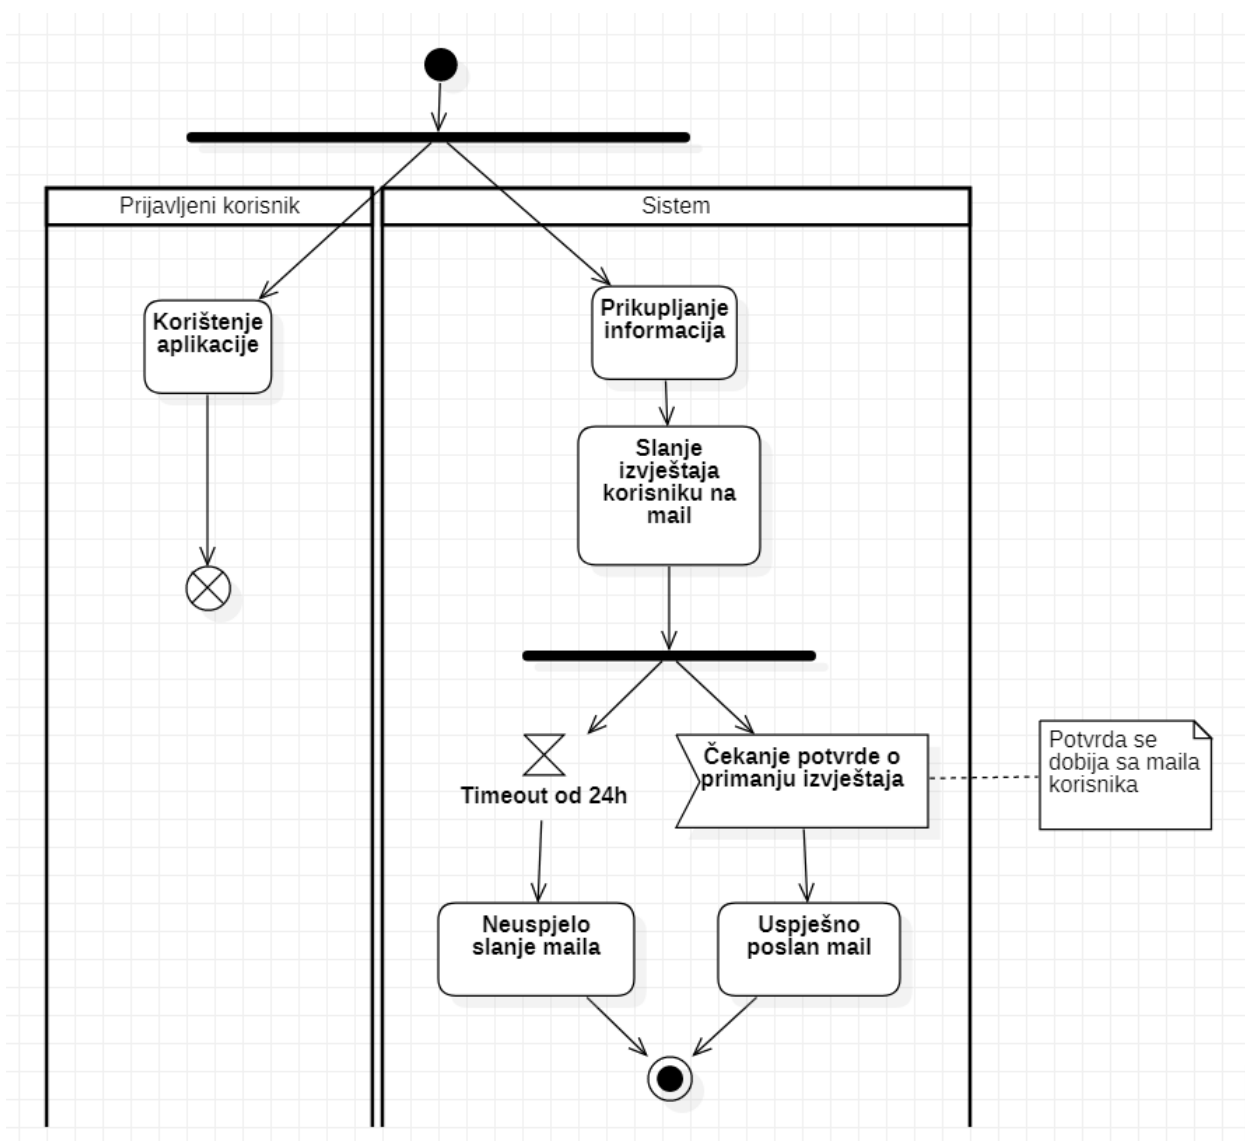 Prijavljeni korisnik
Sistem
Korištenje
aplikacije
Prikupljanje
informacija
Slanje
izvještaja
korisniku na
mail
Timeout od 24h
Čekanje potvrde o
primanju izvještaja
Potvrda se
dobija sa maila
korisnika
Neuspjelo
slanje maila
Uspješno
poslan mail